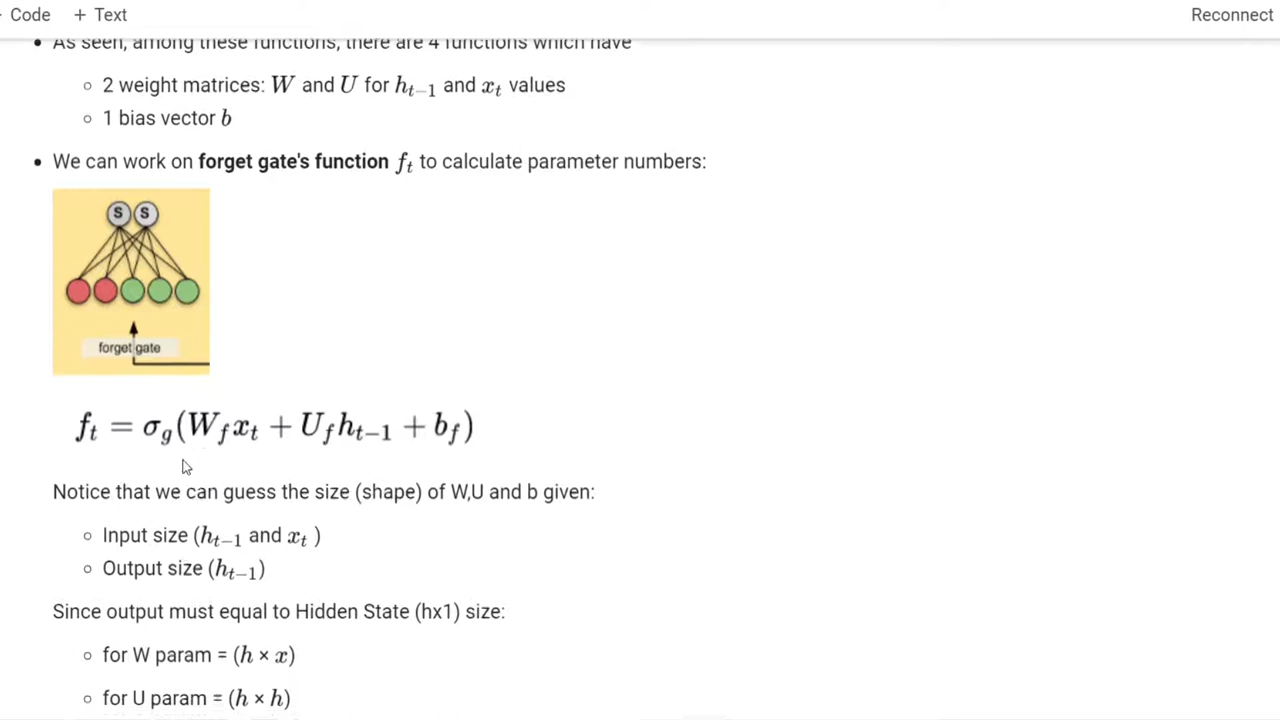 Code + Text Reconnect
As seen, among these functions, there are 4 functions which have
2 weight matrices: W and U for h_{t-1} and x_t values
1 bias vector b
We can work on forget gate's function f_t to calculate parameter numbers:
S S
forget gate
f_t = σ_g(W_f x_t + U_f h_{t-1} + b_f)
Notice that we can guess the size (shape) of W,U and b given:
Input size (h_{t-1} and x_t )
Output size (h_{t-1})
Since output must equal to Hidden State (hx1) size:
for W param = (h × x)
for U param = (h × h)